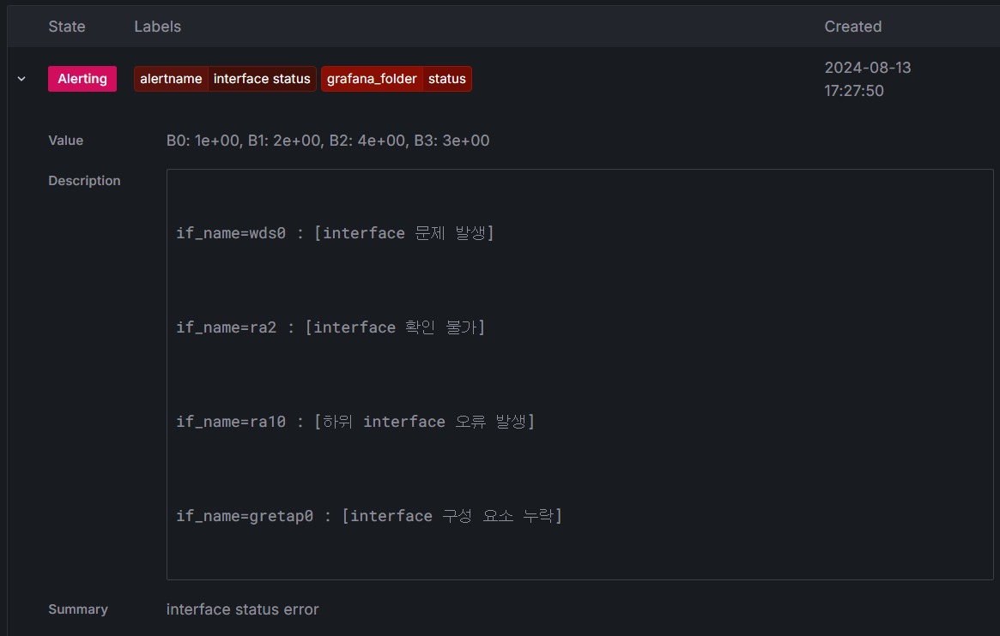 State Labels Created
Alerting alertname interface status grafana_folder status 2024-08-13
17:27:50
Value B0: 1e+00, B1: 2e+00, B2: 4e+00, B3: 3e+00
Description
if_name=wds0 : [interface 문제 발생]
if_name=ra2 : [interface 확인 불가]
if_name=ra10 : [하위 interface 오류 발생]
if_name=gretap0 : [interface 구성 요소 누락]
Summary interface status error